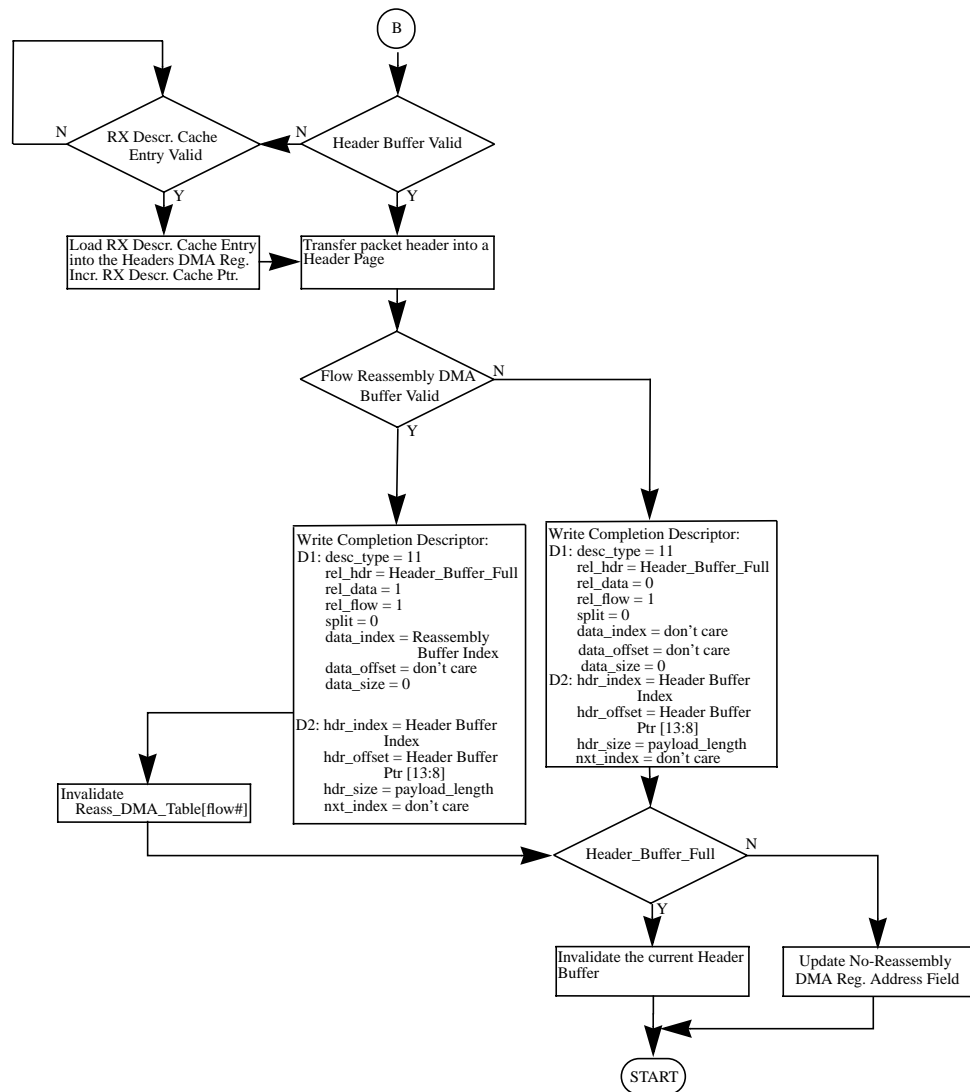 B
N
RX Descr. Cache
Entry Valid
N
Header Buffer Valid
Y
Y
Load RX Descr. Cache Entry
into the Headers DMA Reg.
Incr. RX Descr. Cache Ptr.
Transfer packet header into a
Header Page
Flow Reassembly DMA
Buffer Valid
N
Y
Write Completion Descriptor:
D1: desc_type = 11
rel_hdr = Header_Buffer_Full
rel_data = 1
rel_flow = 1
split = 0
data_index = Reassembly
Buffer Index
data_offset = don't care
data_size = 0
D2: hdr_index = Header Buffer
Index
hdr_offset = Header Buffer
Ptr [13:8]
hdr_size = payload_length
nxt_index = don't care
Write Completion Descriptor:
D1: desc_type = 11
rel_hdr = Header_Buffer_Full
rel_data = 0
rel_flow = 1
split = 0
data_index = don't care
data_offset = don't care
data_size = 0
D2: hdr_index = Header Buffer
Index
hdr_offset = Header Buffer
Ptr [13:8]
hdr_size = payload_length
nxt_index = don't care
Invalidate
Reass_DMA_Table[flow#]
Header_Buffer_Full
N
Y
Invalidate the current Header
Buffer
Update No-Reassembly
DMA Reg. Address Field
START